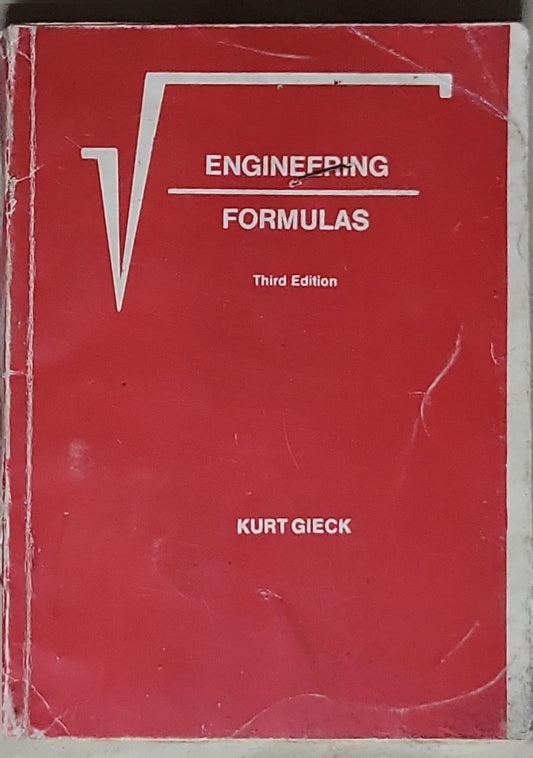 ENGINEERING
FORMULAS
Third Edition
KURT GIECK